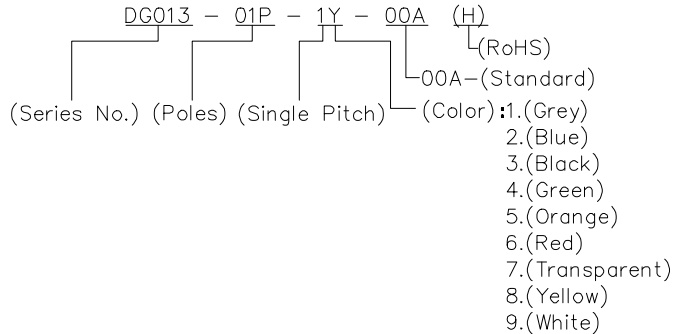 DG013 - 01P - 1Y - 00A (H)
(RoHS)
00A-(Standard)
(Series No.) (Poles) (Single Pitch) (Color):1.(Grey)
2.(Blue)
3.(Black)
4.(Green)
5.(Orange)
6.(Red)
7.(Transparent)
8.(Yellow)
9.(White)